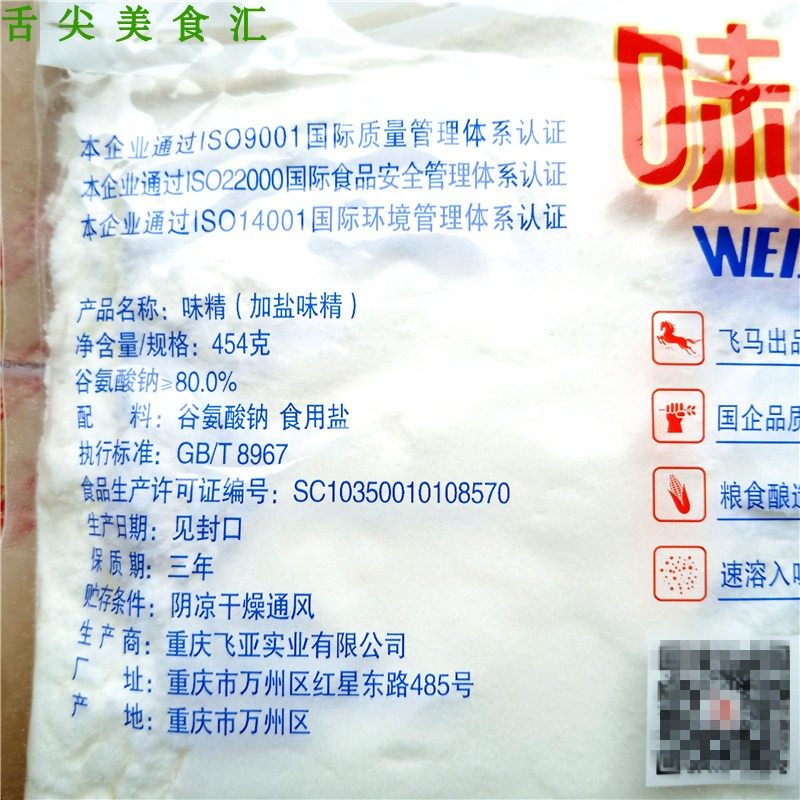 舌尖美食汇
味
WEI
本企业通过ISO9001国际质量管理体系认证
本企业通过ISO22000国际食品安全管理体系认证
本企业通过ISO14001国际环境管理体系认证
产品名称：味精（加盐味精）
净含量/规格：454克
谷氨酸钠≥80.0%
配 料：谷氨酸钠 食用盐
执行标准：GB/T 8967
食品生产许可证编号：SC10350010108570
生产日期：见封口
保质期：三年
贮存条件：阴凉干燥通风
生产商：重庆飞亚实业有限公司
厂 址：重庆市万州区红星东路485号
产 地：重庆市万州区
飞马出品
国企品质
粮食酿造
速溶入味